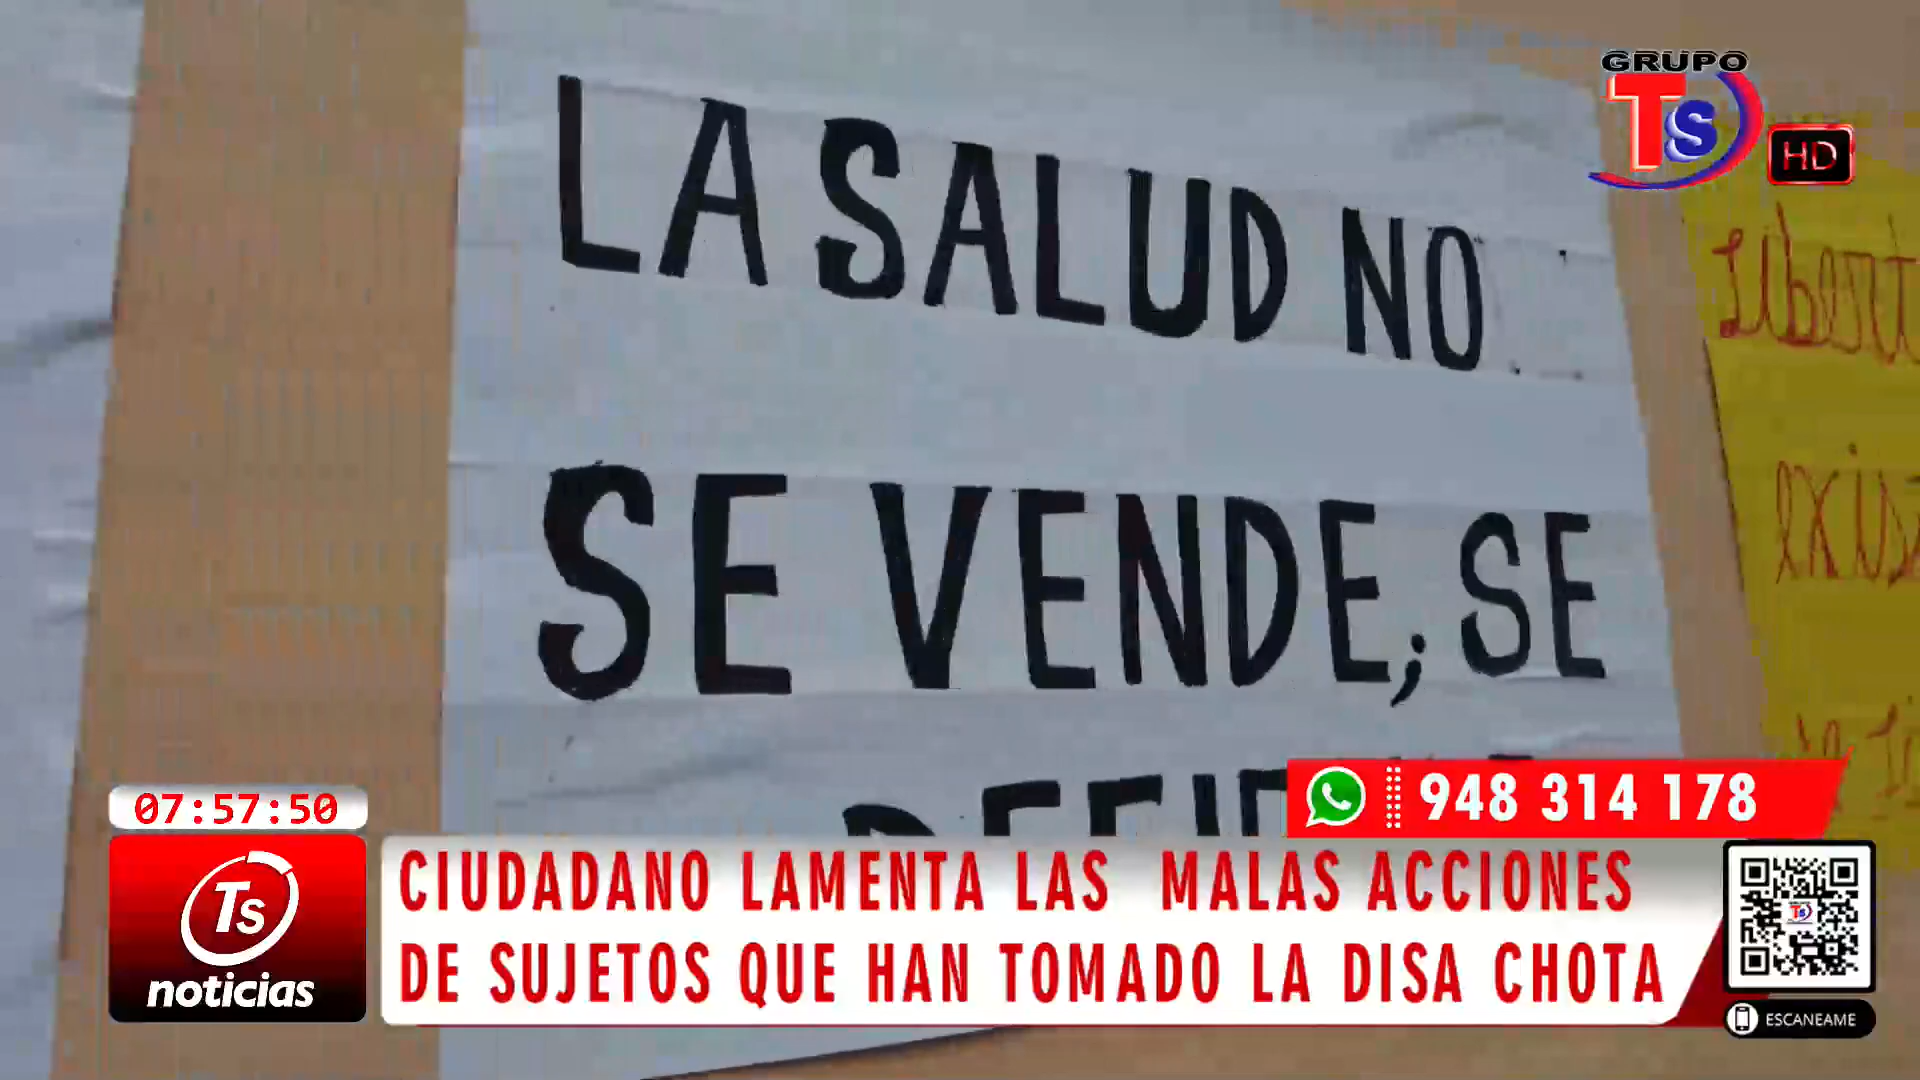 GRUPO
Ts
HD
LA SALUD NO
SE VENDE; SE
948 314 178
07:57:50
Ts
noticias
CIUDADANO LAMENTA LAS MALAS ACCIONES
DE SUJETOS QUE HAN TOMADO LA DISA CHOTA
ESCANEAME